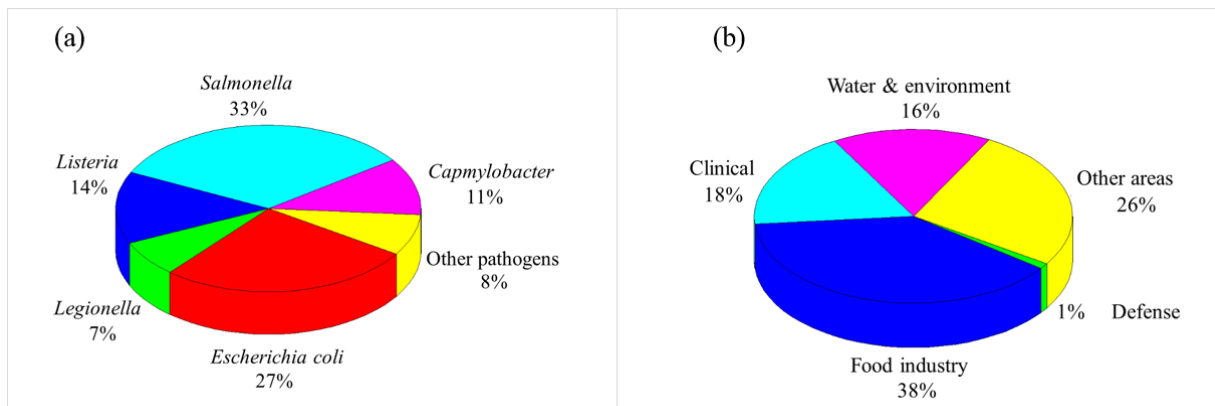 (a)
Salmonella
33%
Listeria
14%
Capmylobacter
11%
Other pathogens
8%
Legionella
7%
Escherichia coli
27%
(b)
Water & environment
16%
Clinical
18%
Other areas
26%
1% Defense
Food industry
38%